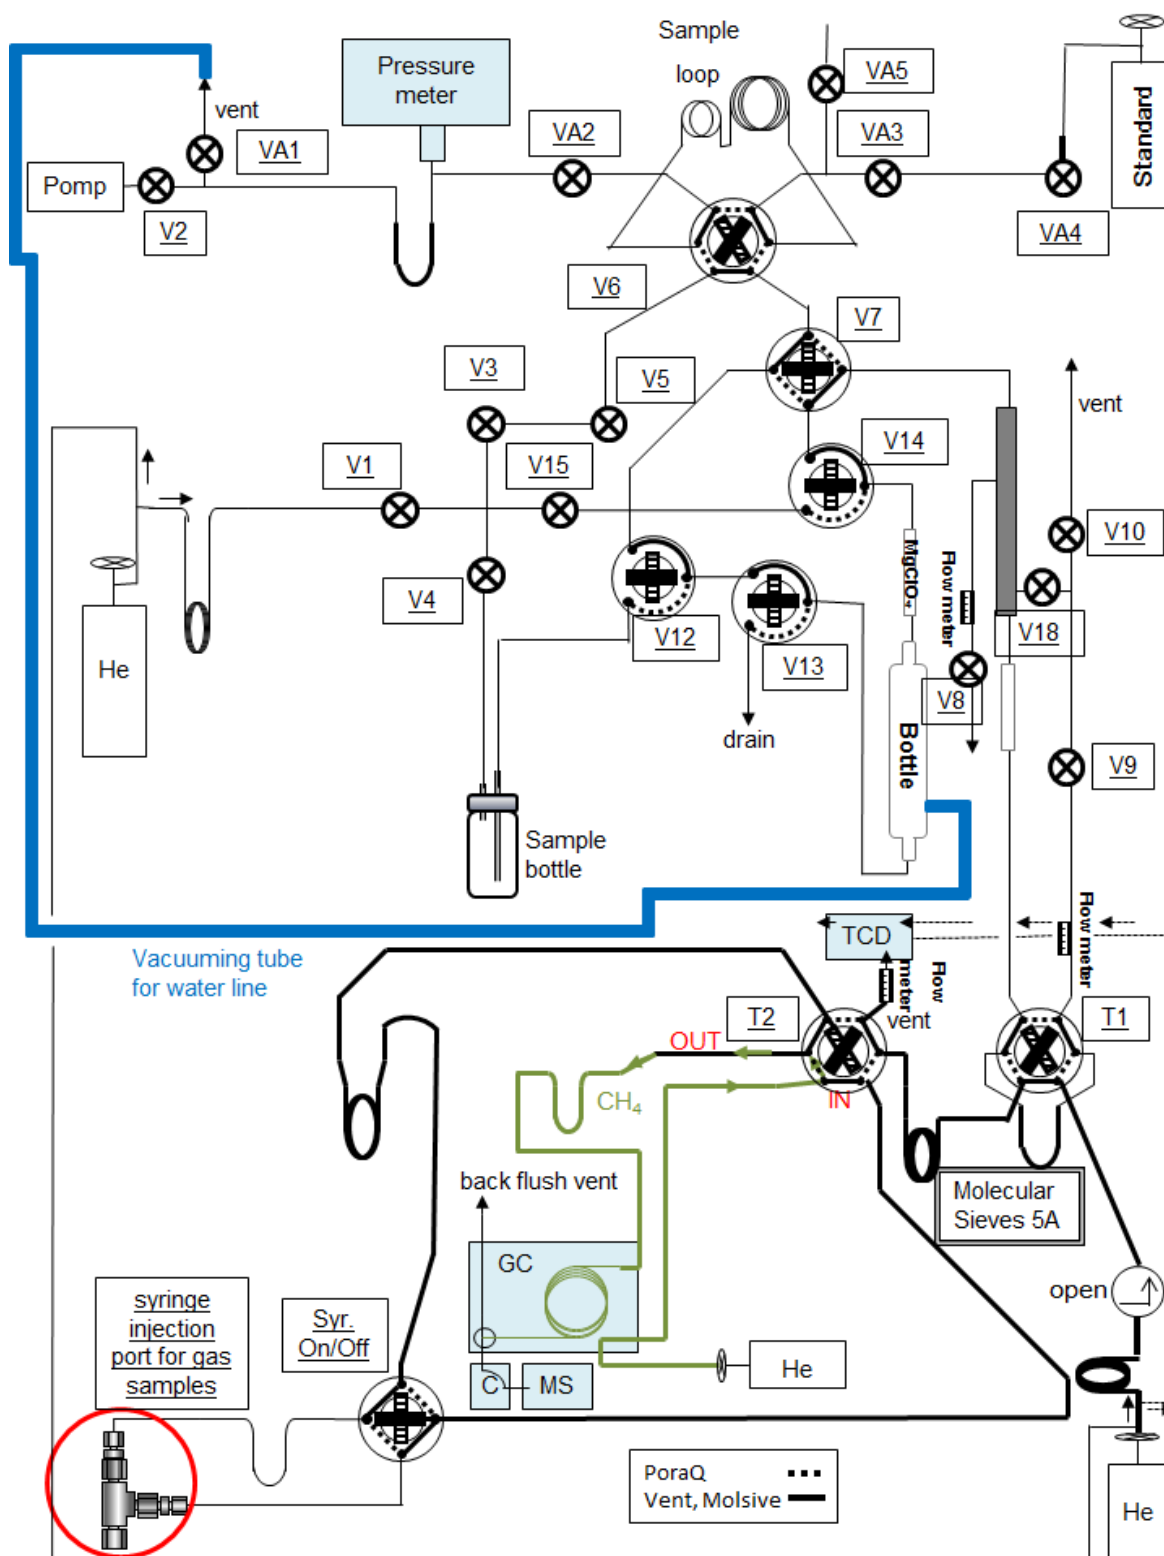 Sample
loop
VA5
Pressure
meter
VA2
VA3
Standard
vent
VA1
Pomp
V2
VA4
V6
V7
V3
V5
vent
V14
V1
V15
V10
MgClO₄
Flow meter
V4
V12
V18
He
V13
V8
Bottle
drain
V9
Sample
bottle
Flow meter
TCD
Vacuuming tube
for water line
Flow
meter
T2
vent
T1
OUT
IN
CH₄
back flush vent
Molecular
Sieves 5A
GC
open
syringe
injection
port for gas
samples
Syr.
On/Off
C
MS
He
PoraQ
Vent, Molsive
He